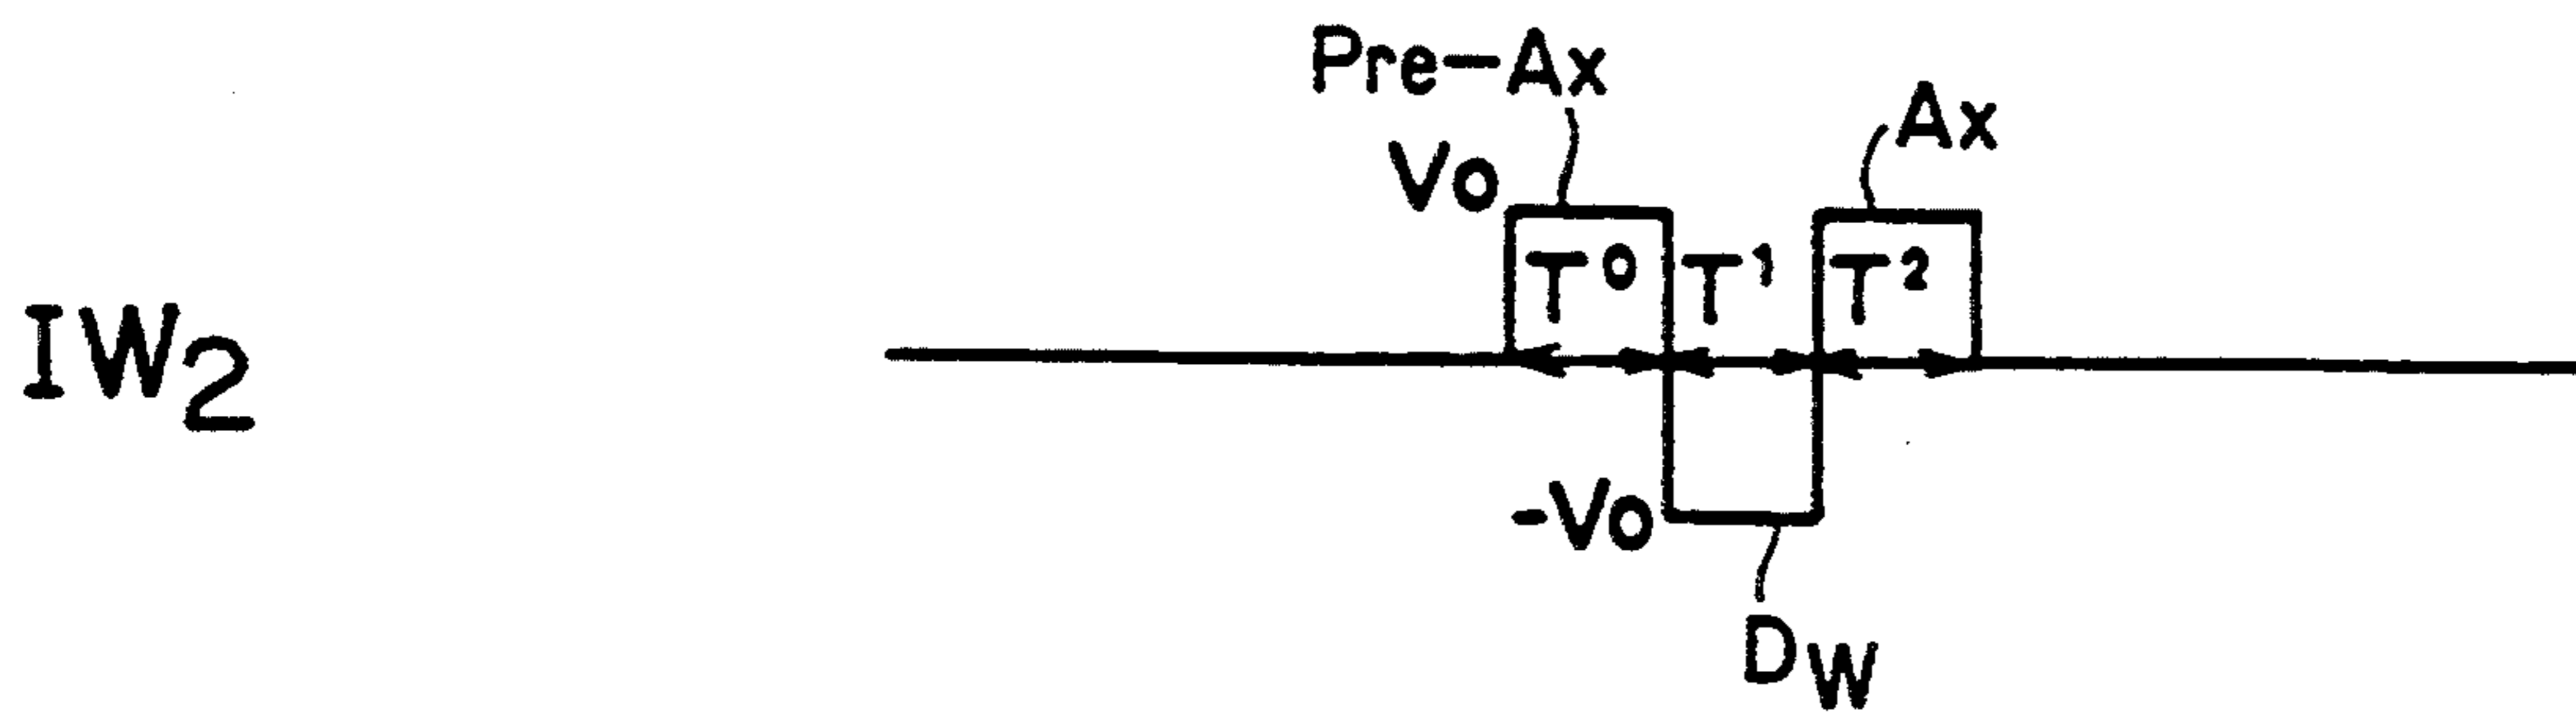 Pre-Ax
Ax
Vo
T⁰ T¹ T²
IW₂
-Vo
Dw